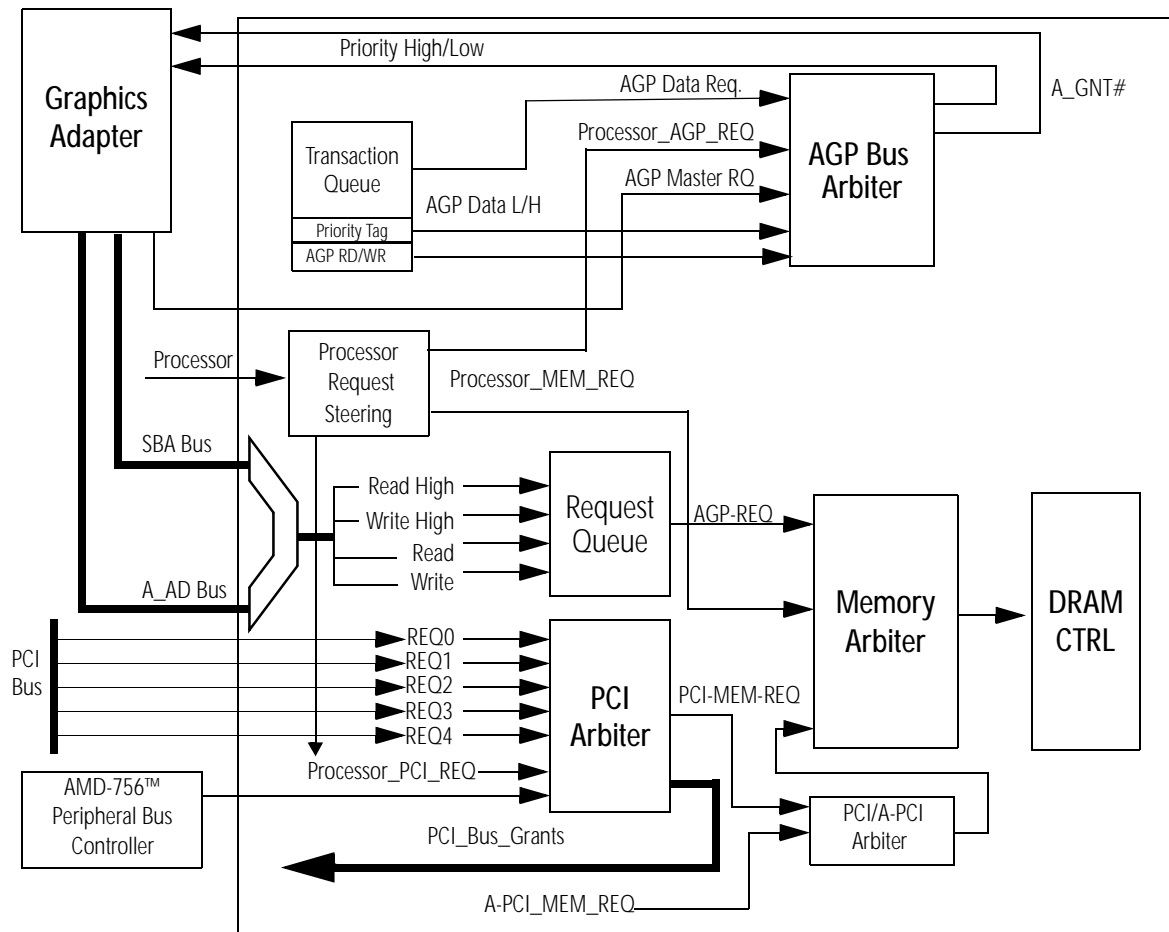 Priority High/Low
Graphics
Adapter
A_GNT#
AGP Data Req.
Processor_AGP_REQ
AGP Master RQ
AGP Bus
Arbiter
Transaction
Queue
AGP Data L/H
Priority Tag
AGP RD/WR
Processor
Processor
Request
Steering
Processor_MEM_REQ
SBA Bus
A_AD Bus
Read High
Write High
Read
Write
Request
Queue
AGP-REQ
Memory
Arbiter
DRAM
CTRL
PCI
Bus
REQ0
REQ1
REQ2
REQ3
REQ4
Processor_PCI_REQ
PCI
Arbiter
PCI-MEM-REQ
AMD-756™
Peripheral Bus
Controller
PCI_Bus_Grants
PCI/A-PCI
Arbiter
A-PCI_MEM_REQ